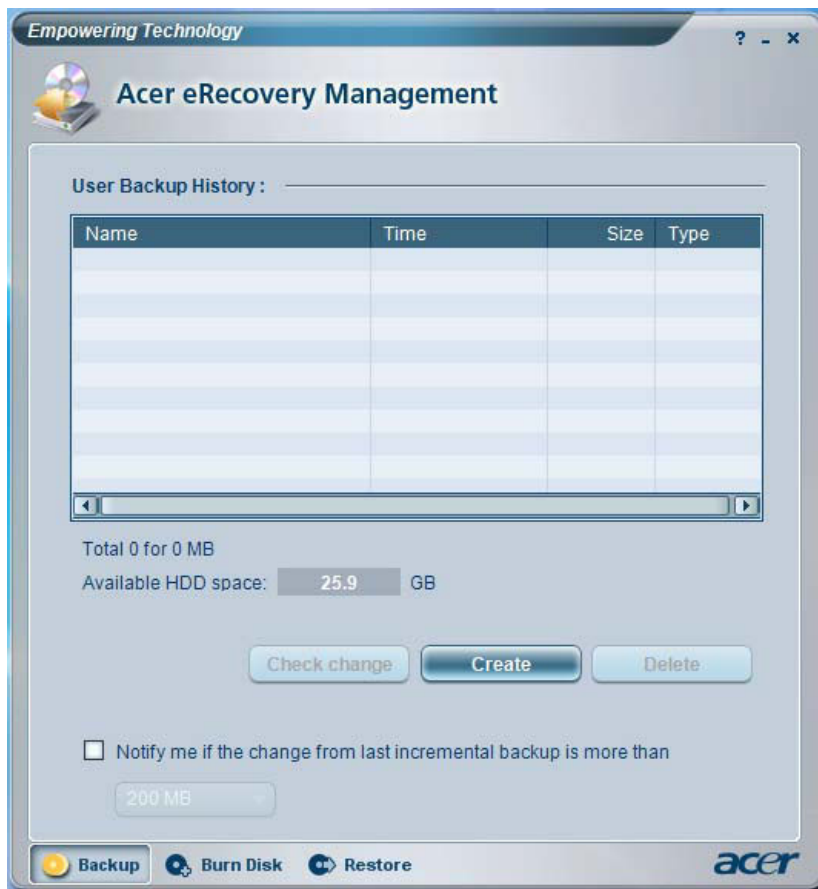 Empowering Technology
? - ×
Acer eRecovery Management
User Backup History :
Name Time Size Type
Total 0 for 0 MB
Available HDD space: 25.9 GB
Check change Create Delete
Notify me if the change from last incremental backup is more than
200 MB
Backup Burn Disk Restore acer